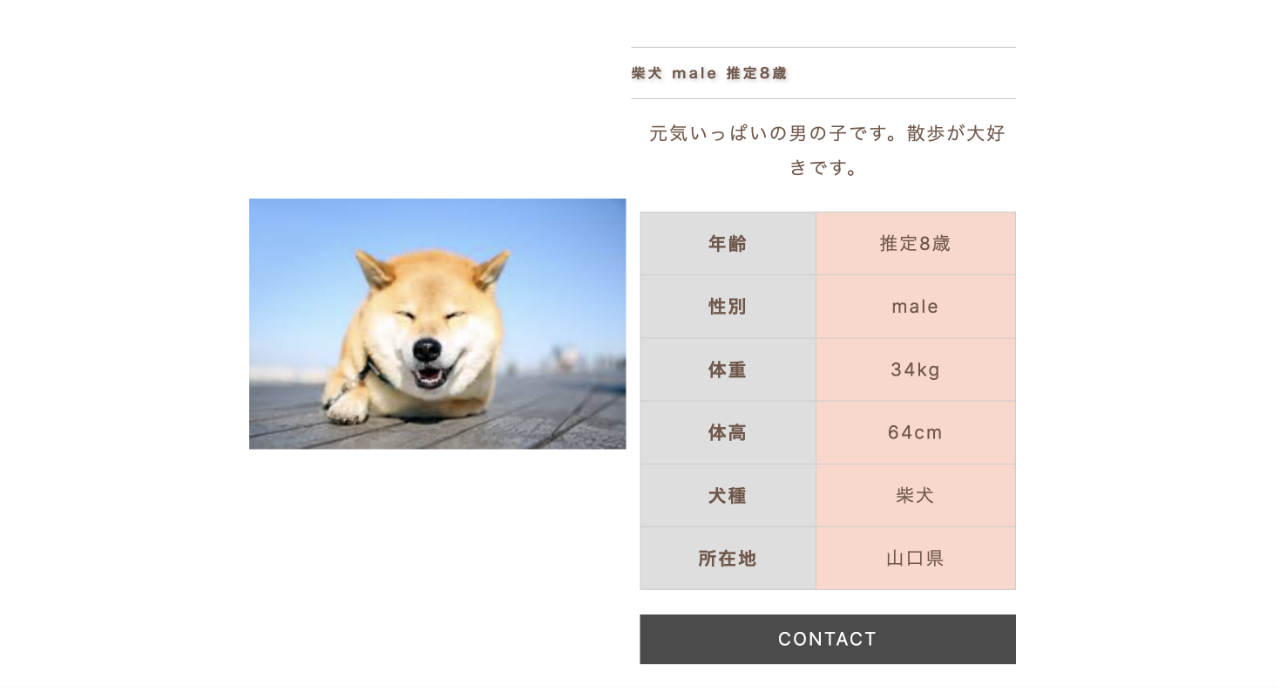 柴犬 male 推定8歳
元気いっぱいの男の子です。散歩が大好
きです。
年齢 推定8歳
性別 male
体重 34kg
体高 64cm
犬種 柴犬
所在地 山口県
CONTACT